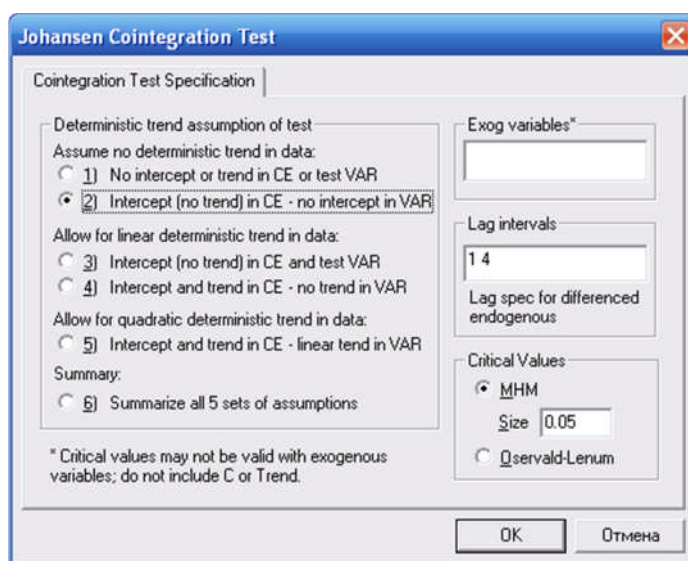 Johansen Cointegration Test
Cointegration Test Specification
Deterministic trend assumption of test
Assume no deterministic trend in data:
1) No intercept or trend in CE or test VAR
2) Intercept (no trend) in CE - no intercept in VAR
Allow for linear deterministic trend in data:
3) Intercept (no trend) in CE and test VAR
4) Intercept and trend in CE - no trend in VAR
Allow for quadratic deterministic trend in data:
5) Intercept and trend in CE - linear tend in VAR
Summary:
6) Summarize all 5 sets of assumptions
* Critical values may not be valid with exogenous
variables; do not include C or Trend.
Exog variables*
Lag intervals
1 4
Lag spec for differenced
endogenous
Critical Values
MHM
Size 0.05
Oservald-Lenum
OK
Отмена